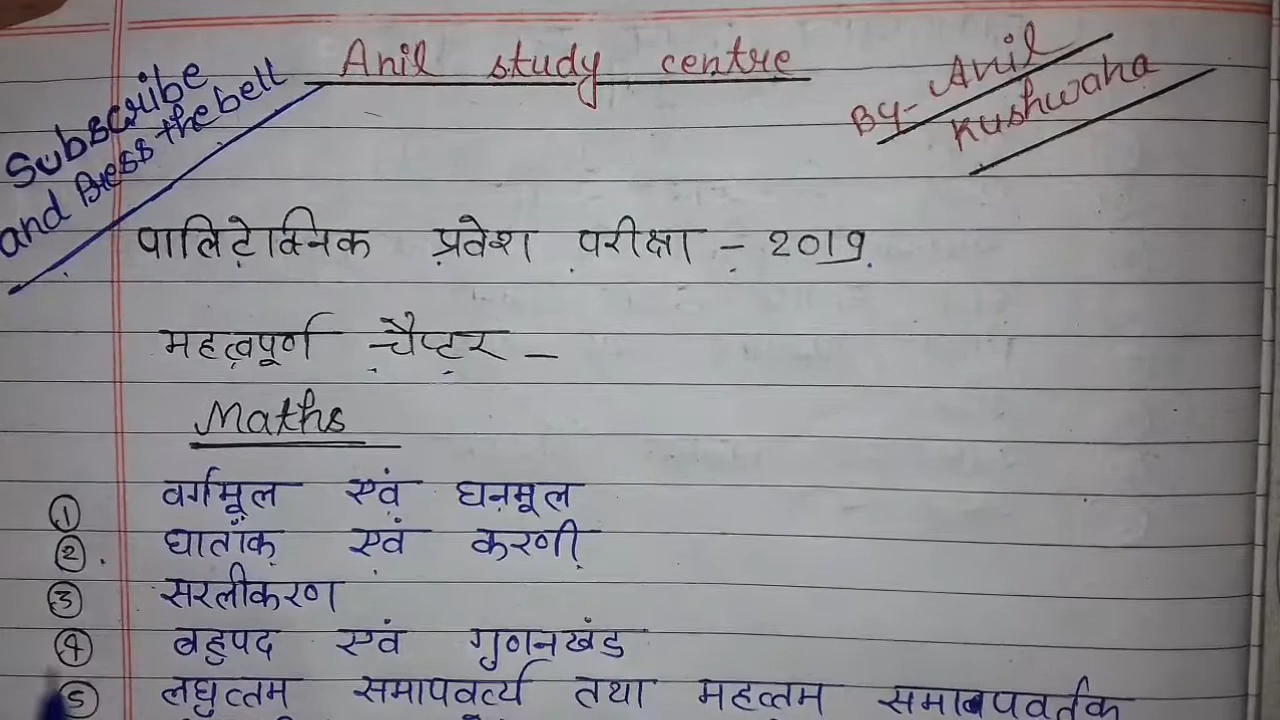 Anil study centre
By- Anil
Kushwaha
Subscribe
and Bress the bell
पालिटेक्निक प्रवेश परीक्षा - 2019
महत्वपूर्ण चैप्टर -
Maths
① वर्गमूल एवं घनमूल
② घातांक एवं करणी
③ सरलीकरण
④ बहुपद एवं गुणनखंड
⑤ लघुत्तम समापवर्त्य तथा महत्तम समाबपवर्तक